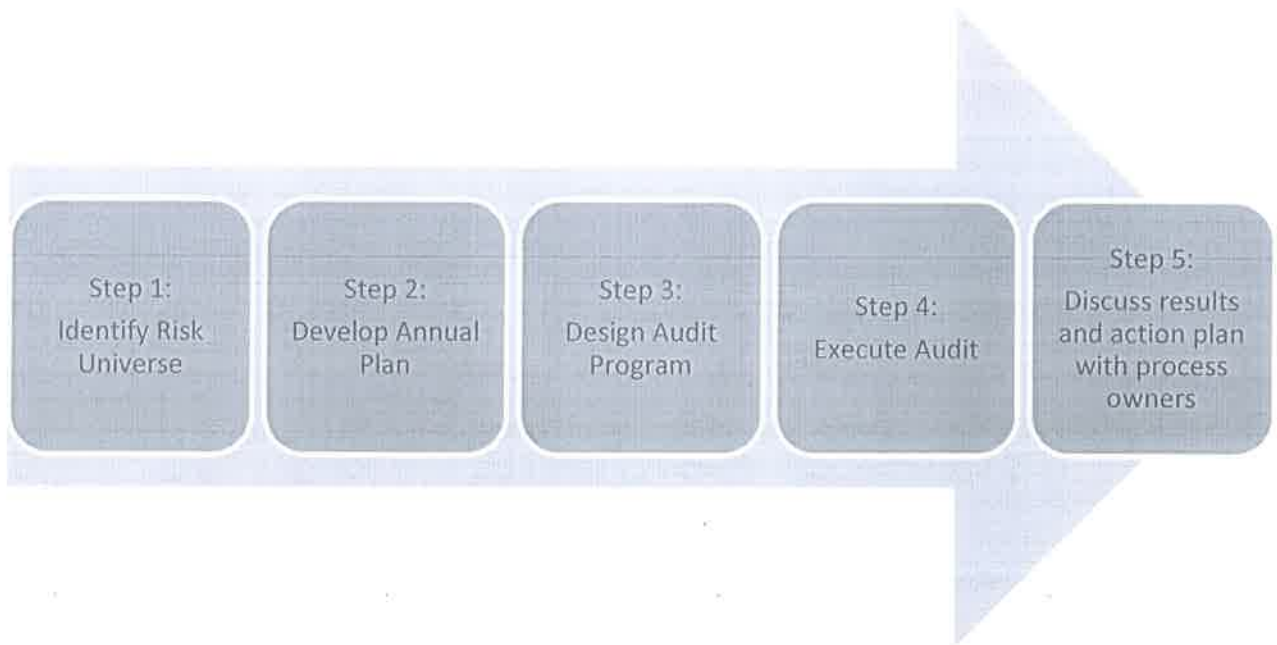 Step 1:
Identify Risk
Universe
Step 2:
Develop Annual
Plan
Step 3:
Design Audit
Program
Step 4:
Execute Audit
Step 5:
Discuss results
and action plan
with process
owners